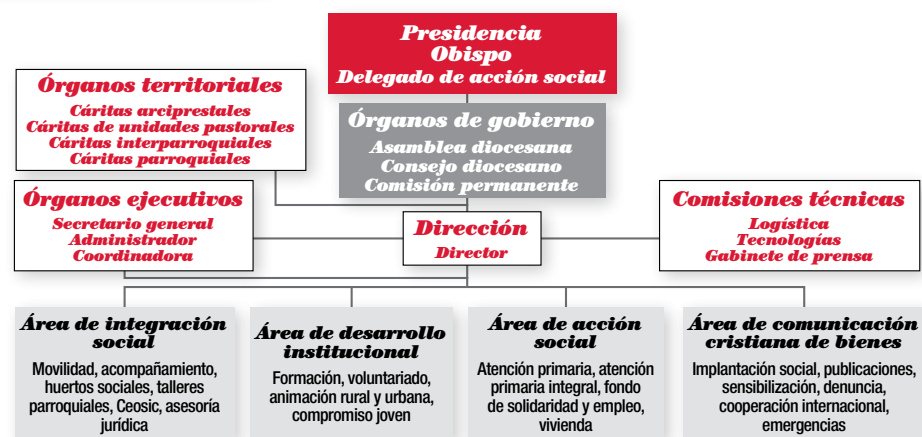 Presidencia
Obispo
Delegado de acción social
Órganos territoriales
Cáritas arciprestales
Cáritas de unidades pastorales
Cáritas interparroquiales
Cáritas parroquiales
Órganos de gobierno
Asamblea diocesana
Consejo diocesano
Comisión permanente
Órganos ejecutivos
Secretario general
Administrador
Coordinadora
Dirección
Director
Comisiones técnicas
Logística
Tecnologías
Gabinete de prensa
Área de integración
social
Movilidad, acompañamiento,
huertos sociales, talleres
parroquiales, Ceosic, asesoría
jurídica
Área de desarrollo
institucional
Formación, voluntariado,
animación rural y urbana,
compromiso joven
Área de acción
social
Atención primaria, atención
primaria integral, fondo
de solidaridad y empleo,
vivienda
Área de comunicación
cristiana de bienes
Implantación social, publicaciones,
sensibilización, denuncia,
cooperación internacional,
emergencias